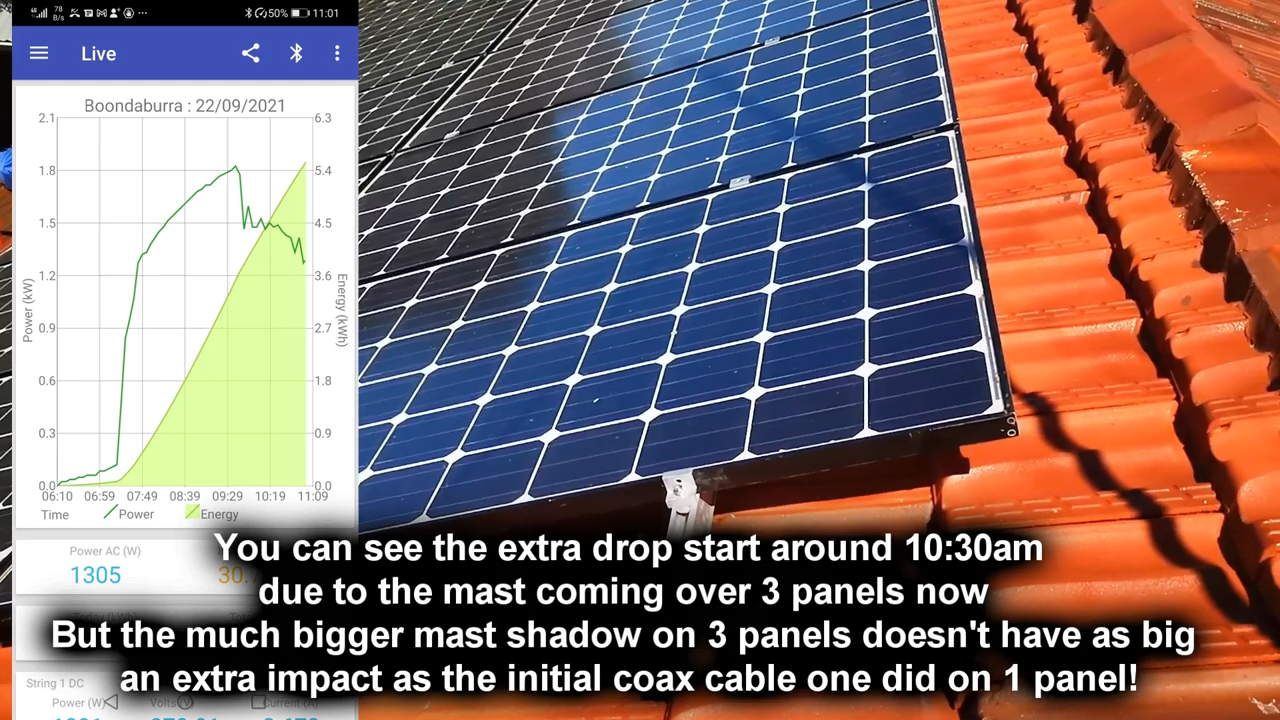 78
B/s
50% 11:01
Live
Boondaburra : 22/09/2021
2.1 6.3
1.8 5.4
1.5 4.5
1.2 3.6
0.9 2.7
0.6 1.8
0.3 0.9
0.0 0.0
Power (kW)
Energy (kWh)
06:10 06:59 07:49 08:39 09:29 10:19 11:09
Time Power Energy
Power AC (W)
1305 30.
You can see the extra drop start around 10:30am
due to the mast coming over 3 panels now
But the much bigger mast shadow on 3 panels doesn't have as big
an extra impact as the initial coax cable one did on 1 panel!
String 1 DC
Power (W) Volts Current (A)